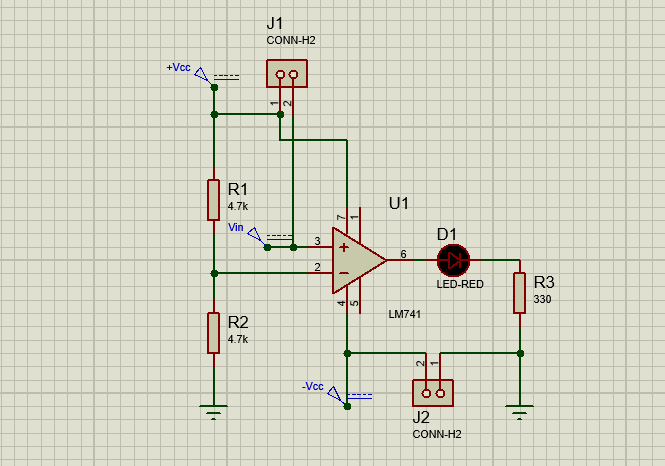 J1
CONN-H2
+Vcc
1
2
R1
4.7k
Vin
U1
7
1
3
2
6
4
5
LM741
D1
LED-RED
R3
330
R2
4.7k
-Vcc
2
1
J2
CONN-H2